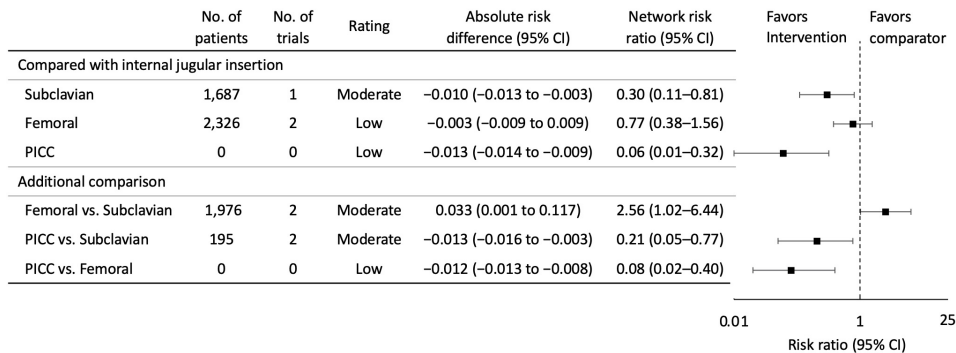 No. of patients No. of trials Rating Absolute risk difference (95% CI) Network risk ratio (95% CI) Favors Intervention Favors comparator
Compared with internal jugular insertion
Subclavian 1,687 1 Moderate −0.010 (−0.013 to −0.003) 0.30 (0.11–0.81)
Femoral 2,326 2 Low −0.003 (−0.009 to 0.009) 0.77 (0.38–1.56)
PICC 0 0 Low −0.013 (−0.014 to −0.009) 0.06 (0.01–0.32)
Additional comparison
Femoral vs. Subclavian 1,976 2 Moderate 0.033 (0.001 to 0.117) 2.56 (1.02–6.44)
PICC vs. Subclavian 195 2 Moderate −0.013 (−0.016 to −0.003) 0.21 (0.05–0.77)
PICC vs. Femoral 0 0 Low −0.012 (−0.013 to −0.008) 0.08 (0.02–0.40)
0.01 1 25
Risk ratio (95% CI)